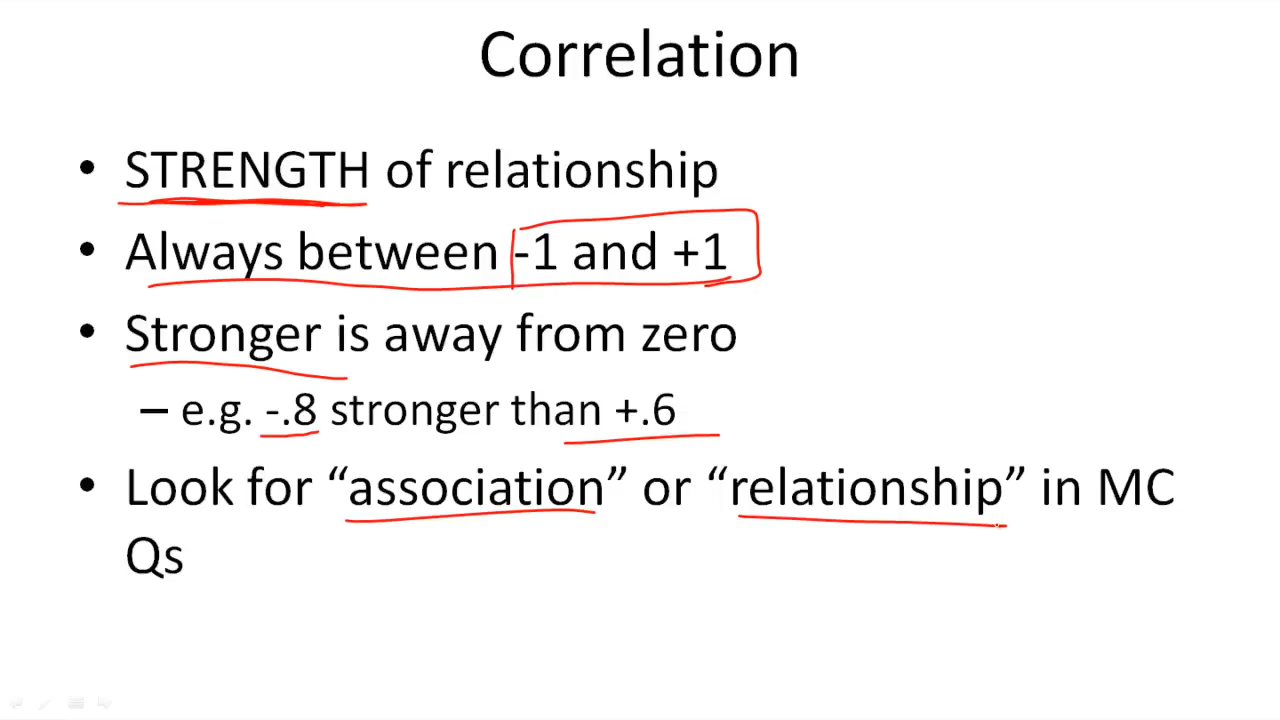 Correlation
• STRENGTH of relationship
• Always between -1 and +1
• Stronger is away from zero
– e.g. -.8 stronger than +.6
• Look for “association” or “relationship” in MC
Qs